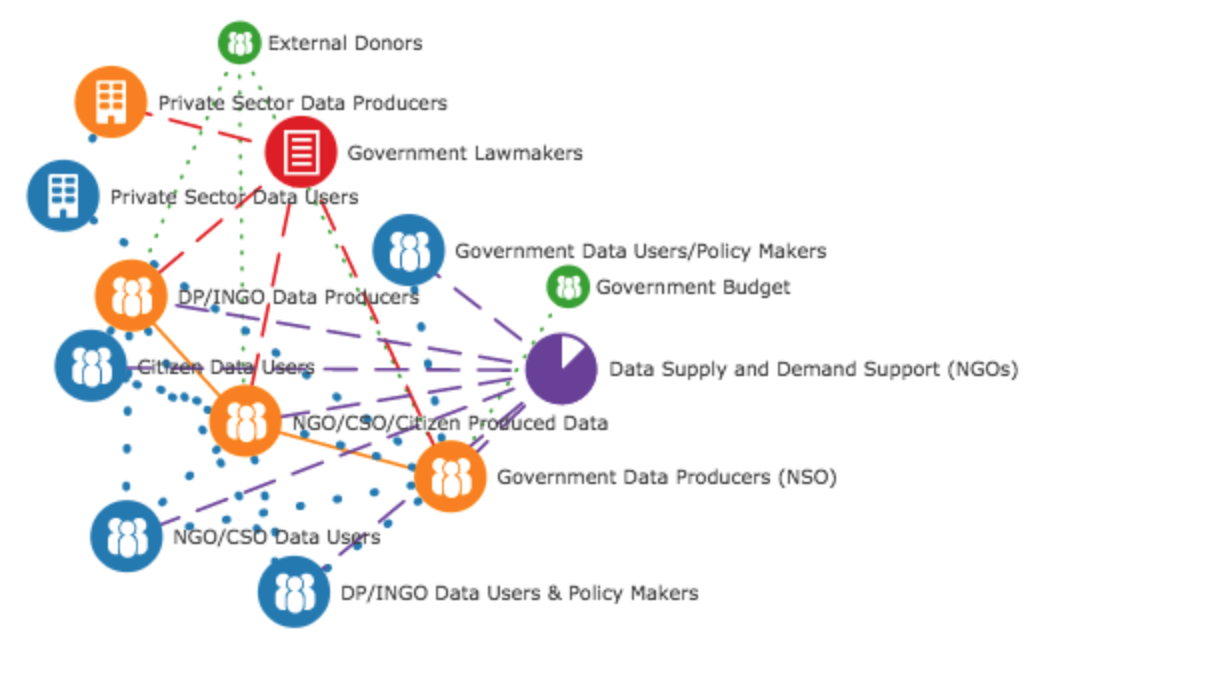 External Donors
Private Sector Data Producers
Government Lawmakers
Private Sector Data Users
Government Data Users/Policy Makers
Government Budget
DP/INGO Data Producers
Citizen Data Users
Data Supply and Demand Support (NGOs)
NGO/CSO/Citizen Produced Data
Government Data Producers (NSO)
NGO/CSO Data Users
DP/INGO Data Users & Policy Makers